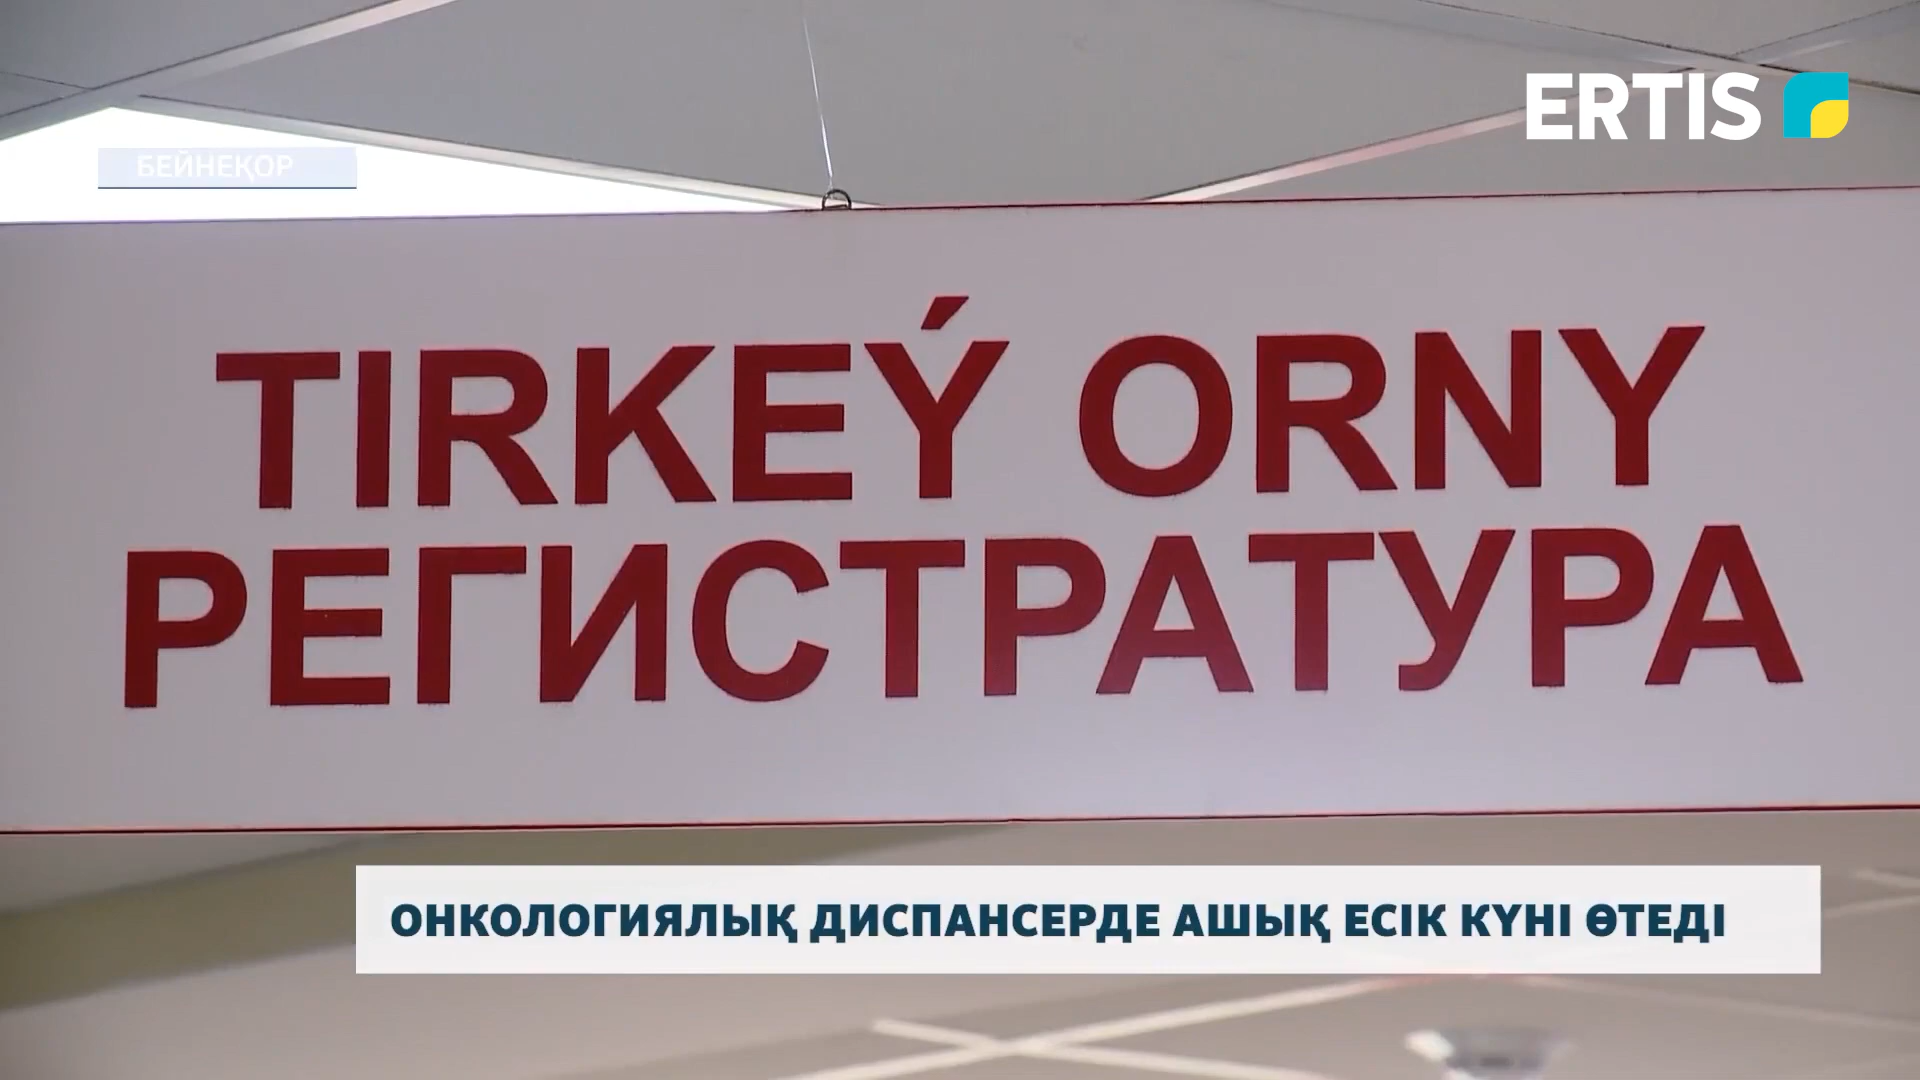 ERTIS
БЕЙНЕҚОР
TIRKEÝ ORNY
РЕГИСТРАТУРА
ОНКОЛОГИЯЛЫҚ ДИСПАНСЕРДЕ АШЫҚ ЕСІК КҮНІ ӨТЕДІ